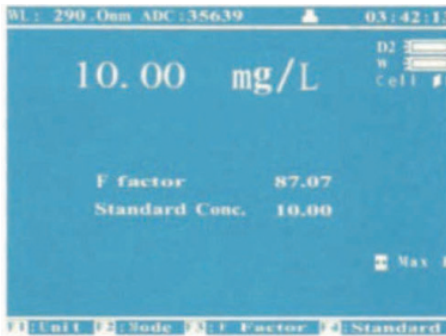 WL: 290.0nm ADC:35639 03:42:1
10.00 mg/L
D2
W
Cell
F factor 87.07
Standard Conc. 10.00
Max
F1:Unit F2:Mode F3:F Factor F4:Standard